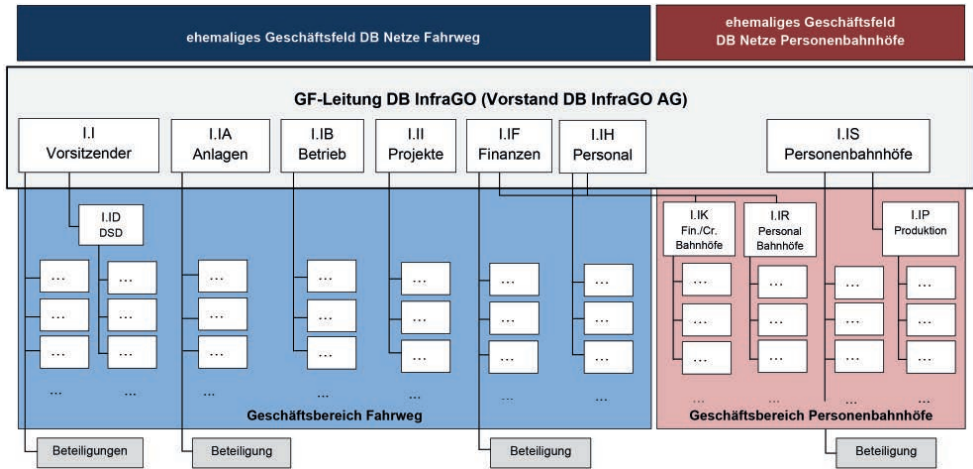 ehemaliges Geschäftsfeld DB Netze Fahrweg
ehemaliges Geschäftsfeld
DB Netze Personenbahnhöfe
GF-Leitung DB InfraGO (Vorstand DB InfraGO AG)
I.I
Vorsitzender
I.IA
Anlagen
I.IB
Betrieb
I.II
Projekte
I.IF
Finanzen
I.IH
Personal
I.IS
Personenbahnhöfe
I.ID
DSD
I.IK
Fin./Cr.
Bahnhöfe
I.IR
Personal
Bahnhöfe
I.IP
Produktion
... ... ... ... ... ... ... ... ... ... ...
... ... ... ... ... ... ... ... ... ... ...
... ... ... ... ... ... ... ... ... ... ...
... ... ... ... ... ... ... ... ... ... ...
Geschäftsbereich Fahrweg
Geschäftsbereich Personenbahnhöfe
Beteiligungen
Beteiligung
Beteiligung
Beteiligung